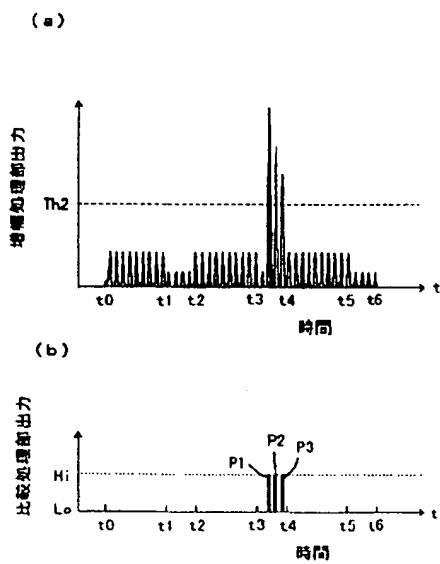 (a)
増幅処理部出力
Th2
t0 t1 t2 t3 t4 t5 t6 t
時間
(b)
比較処理部出力
P1 P2 P3
Hi
Lo
t0 t1 t2 t3 t4 t5 t6 t
時間